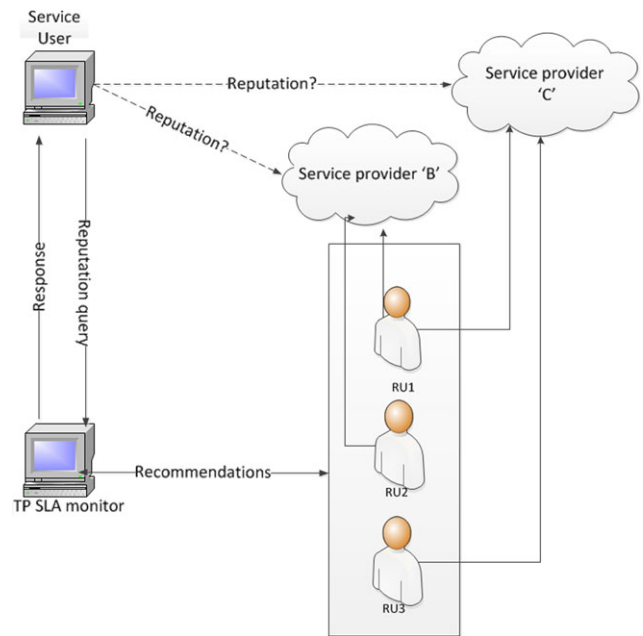 Service
User
Reputation?
Service provider
‘C’
Reputation?
Service provider ‘B’
Response
Reputation query
RU1
Recommendations
RU2
TP SLA monitor
RU3